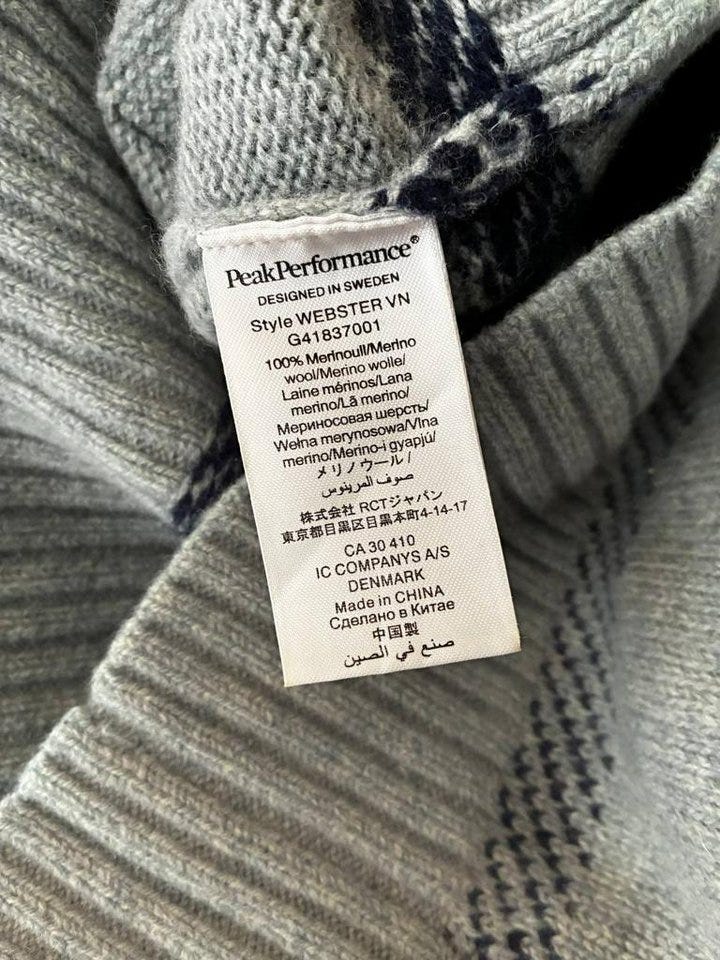 PeakPerformance®
DESIGNED IN SWEDEN
Style WEBSTER VN
G41837001
100% Merinoull/Merino
wool/Merino wolle/
Laine mérinos/Lana
merino/Lã merino/
Мериносовая шерсть/
Wełna merynosowa/Vlna
merino/Merino-i gyapjú/
メリノウール /
صوف المرينوس
株式会社 RCTジャパン
東京都目黒区目黒本町4-14-17
CA 30 410
IC COMPANYS A/S
DENMARK
Made in CHINA
Сделано в Китае
中国製
صنع في الصين